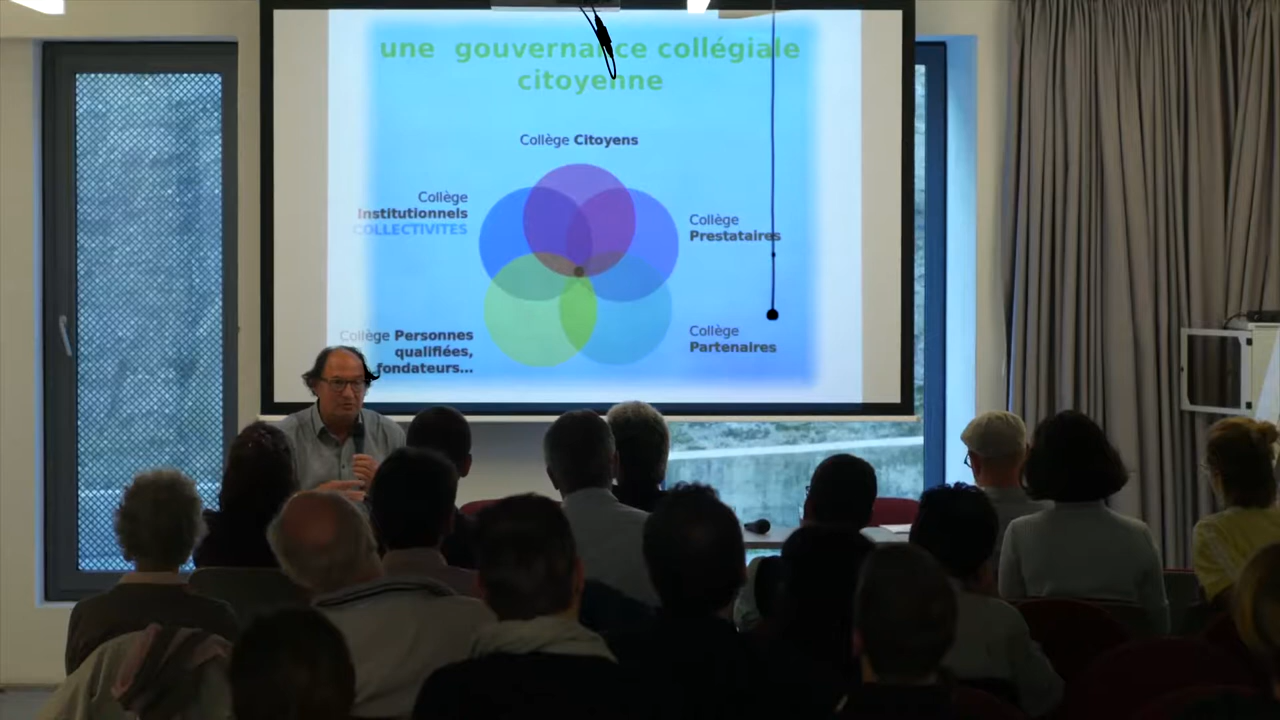 une gouvernance collégiale
citoyenne
Collège Citoyens
Collège
Institutionnels
COLLECTIVITES
Collège
Prestataires
Collège Personnes
qualifiées,
fondateurs...
Collège
Partenaires